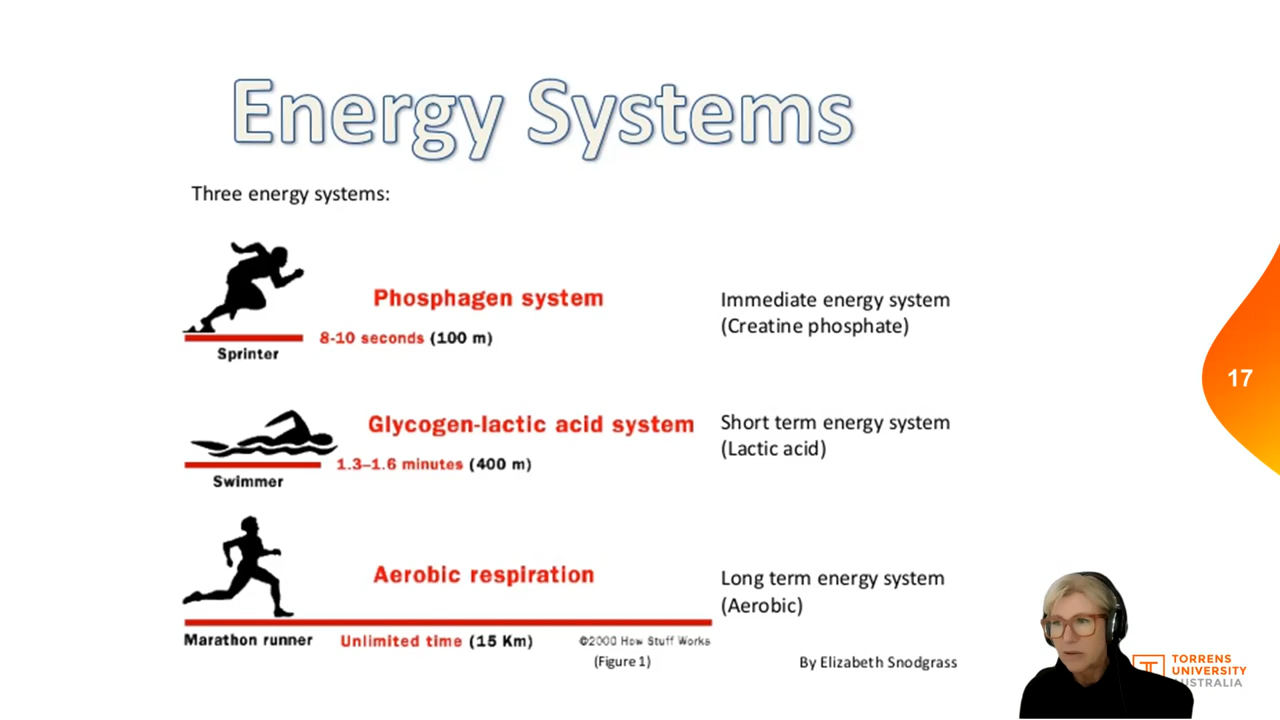 Energy Systems
Three energy systems:
Phosphagen system
8-10 seconds (100 m)
Sprinter
Immediate energy system
(Creatine phosphate)
17
Glycogen-lactic acid system
1.3–1.6 minutes (400 m)
Swimmer
Short term energy system
(Lactic acid)
Aerobic respiration
Marathon runner
Unlimited time (15 Km)
©2000 How Stuff Works
(Figure 1)
Long term energy system
(Aerobic)
By Elizabeth Snodgrass
TORRENS
UNIVERSITY
AUSTRALIA